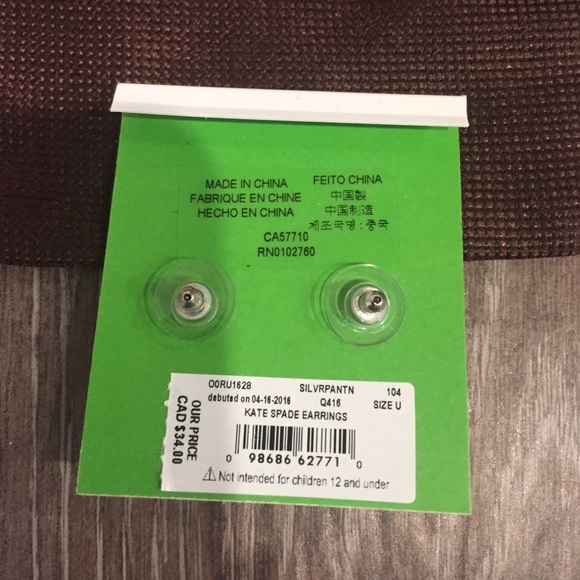 MADE IN CHINA
FABRIQUE EN CHINE
HECHO EN CHINA
FEITO CHINA
中国製
中国制造
제조국명 : 중국
CA57710
RN0102760
O0RU1628 SILVRPANTN 104
debuted on 04-16-2016 Q416 SIZE U
KATE SPADE EARRINGS
0 98686 62771 0
⚠ Not intended for children 12 and under
OUR PRICE
CAD $34.00